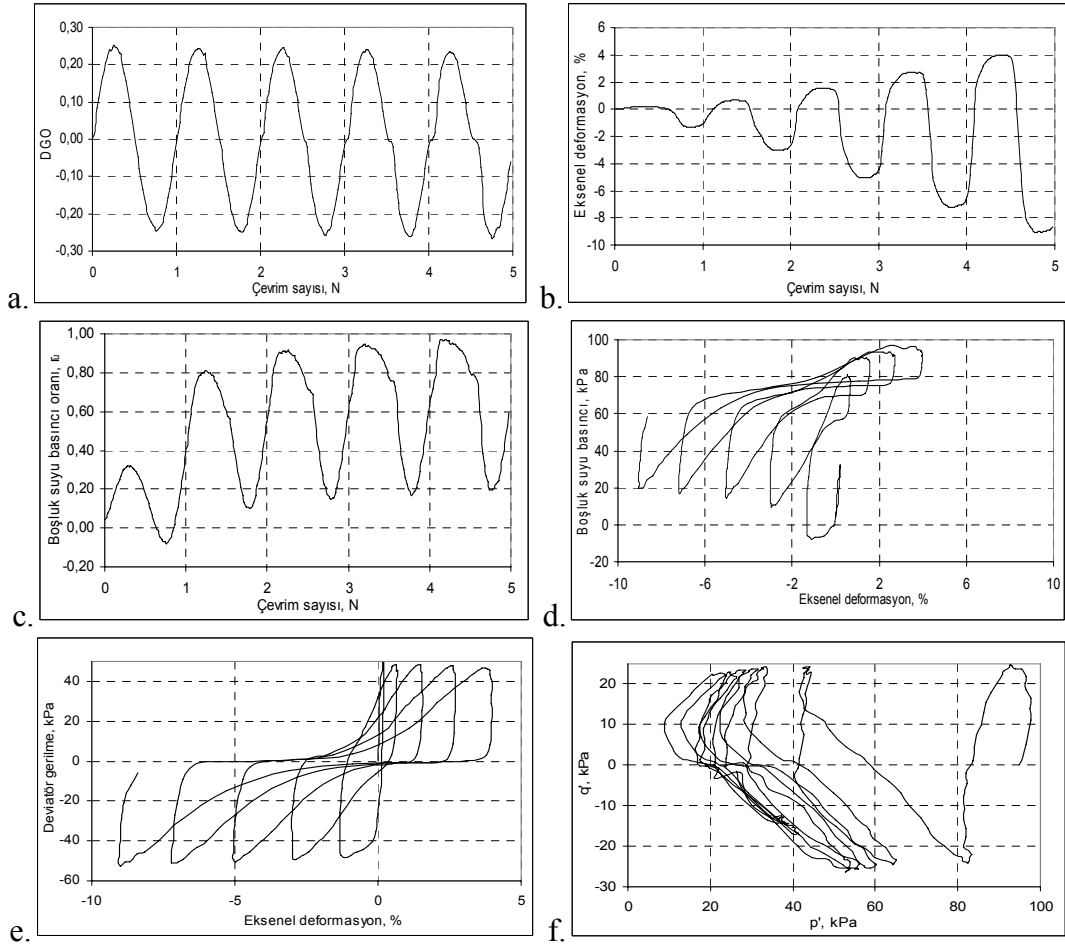 0,30
0,20
0,10
0,00
-0,10
-0,20
-0,30
DGO
0 1 2 3 4 5
Çevrim sayısı, N
a.
6
4
2
0
-2
-4
-6
-8
-10
Eksenel deformasyon, %
0 1 2 3 4 5
Çevrim sayısı, N
b.
1,00
0,80
0,60
0,40
0,20
0,00
-0,20
Boşluk suyu basıncı oranı, ru
0 1 2 3 4 5
Çevrim sayısı, N
c.
100
80
60
40
20
0
-20
Boşluk suyu basıncı, kPa
-10 -6 -2 2 6 10
Eksenel deformasyon, %
d.
40
20
0
-20
-40
-60
Deviatör gerilme, kPa
-10 -5 0 5
Eksenel deformasyon, %
e.
20
10
0
-10
-20
-30
q, kPa
0 20 40 60 80 100
p', kPa
f.